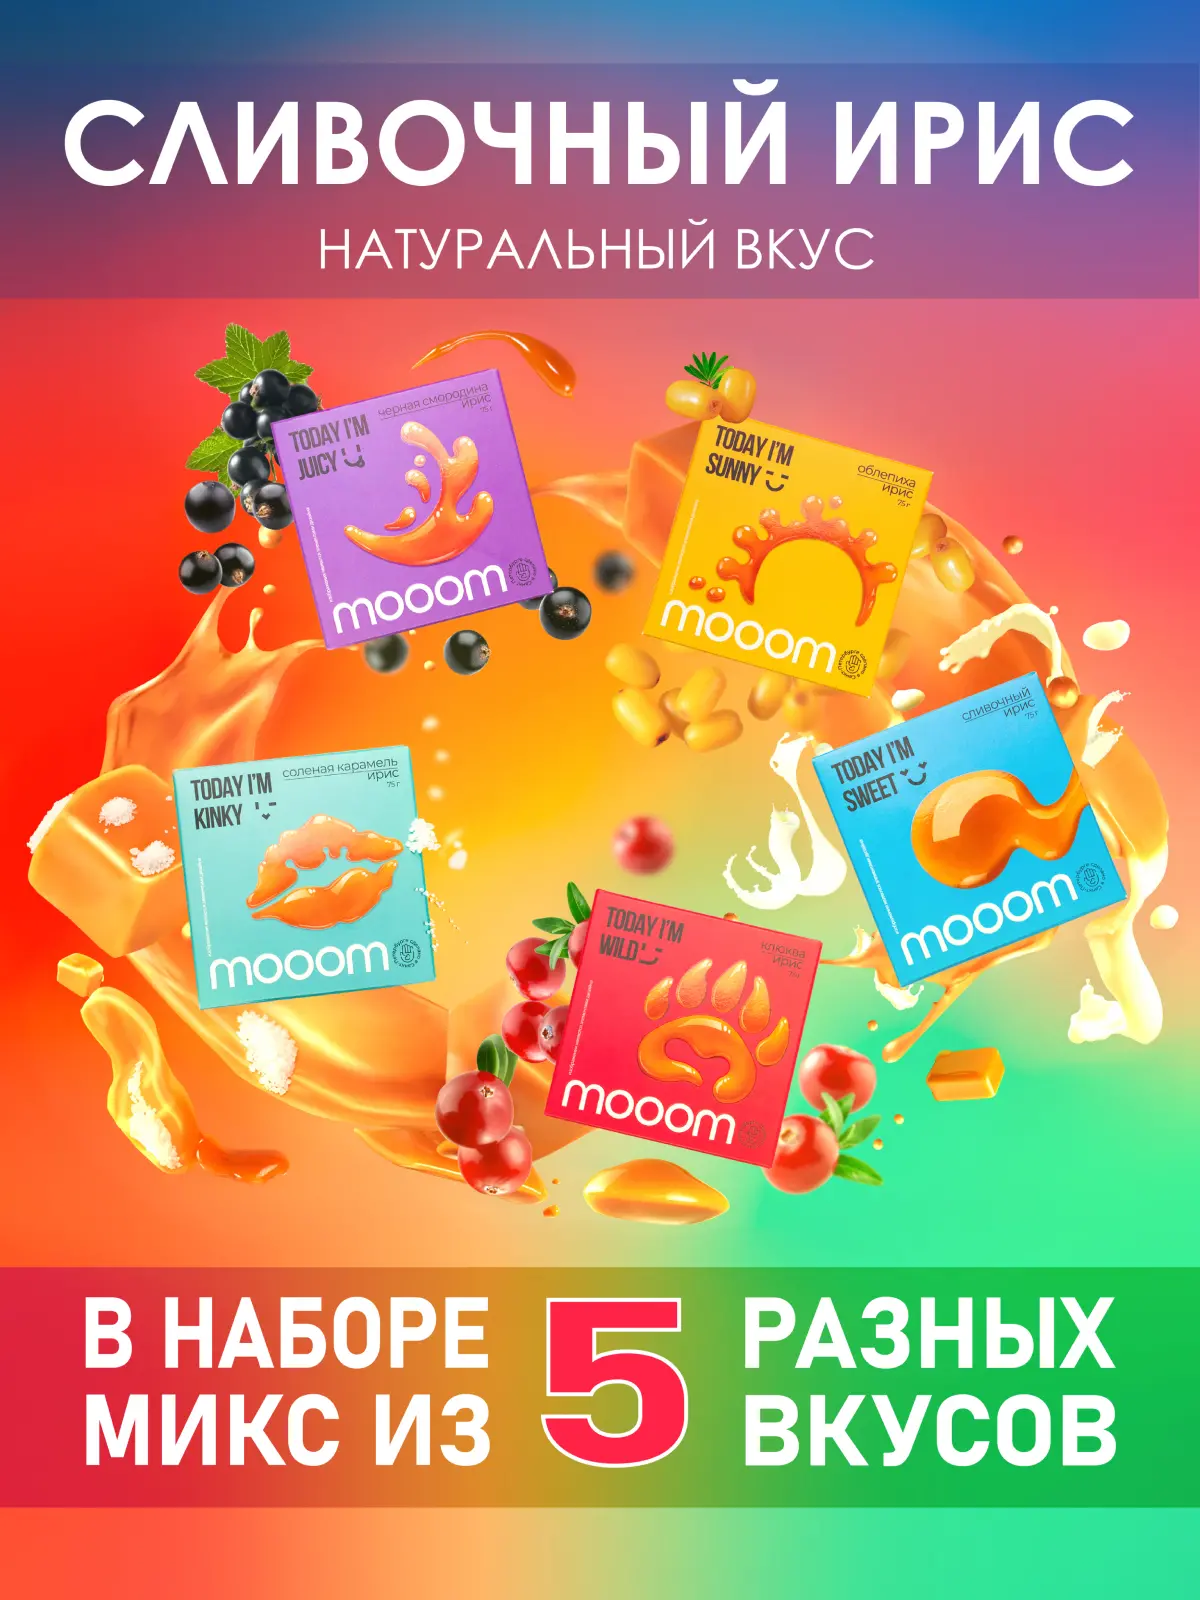 СЛИВОЧНЫЙ ИРИС
НАТУРАЛЬНЫЙ ВКУС
TODAY I'M
JUICY
черная смородина
ирис
75 г
mooom
TODAY I'M
SUNNY
облепиха
ирис
75 г
mooom
TODAY I'M
KINKY
соленая карамель
ирис
75 г
mooom
TODAY I'M
SWEET
сливочный
ирис
75 г
mooom
TODAY I'M
WILD
клюква
ирис
75 г
mooom
В НАБОРЕ
МИКС ИЗ
5
РАЗНЫХ
ВКУСОВ